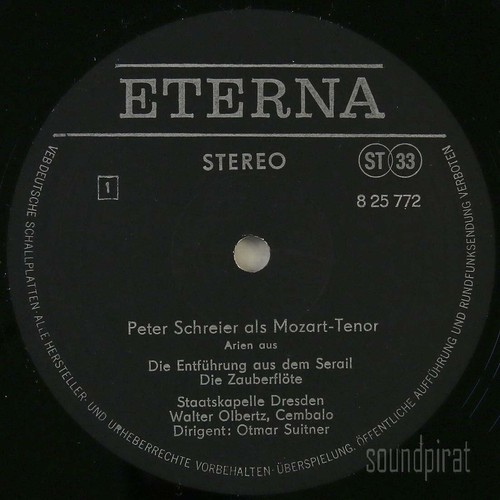 ETERNA
STEREO
ST 33
1
8 25 772
Peter Schreier als Mozart-Tenor
Arien aus
Die Entführung aus dem Serail
Die Zauberflöte
Staatskapelle Dresden
Walter Olbertz, Cembalo
Dirigent: Otmar Suitner
VEB DEUTSCHE SCHALLPLATTEN · ALLE HERSTELLER- UND URHEBERRECHTE VORBEHALTEN · ÜBERSPIELUNG, ÖFFENTLICHE AUFFÜHRUNG UND RUNDFUNKSENDUNG VERBOTEN
soundpirat